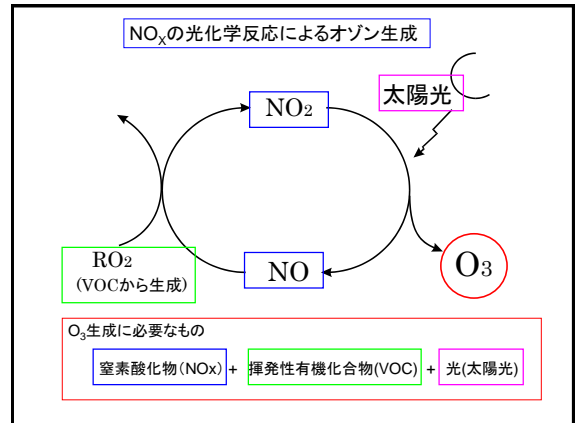 NOXの光化学反応によるオゾン生成
太陽光
NO2
RO2
(VOCから生成)
NO
O3
O3生成に必要なもの
窒素酸化物(NOx) + 揮発性有機化合物(VOC) + 光(太陽光)